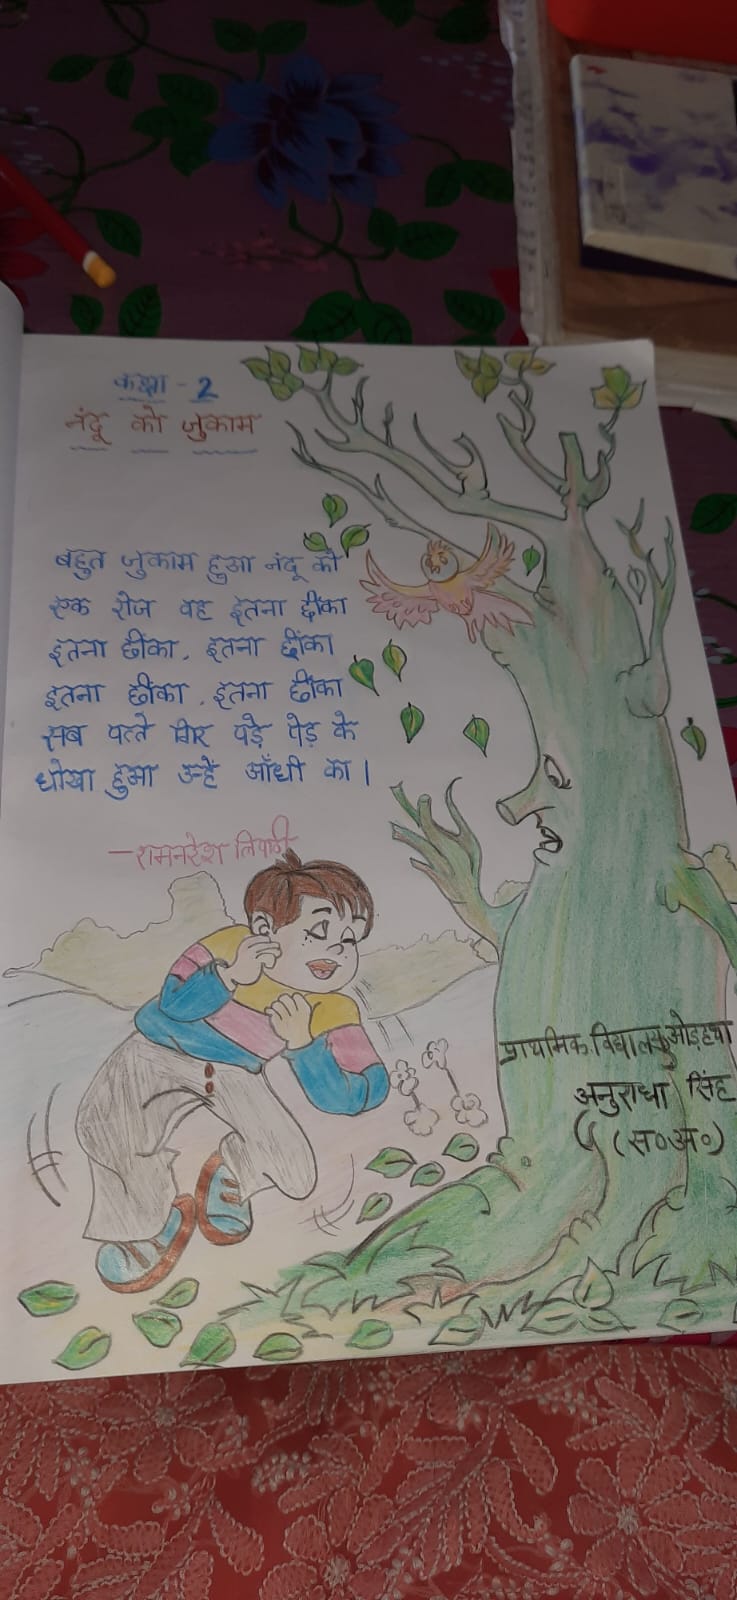 कक्षा - 2
नंदू को जुकाम
बहुत जुकाम हुआ नंदू को
एक रोज वह इतना छींका
इतना छींका, इतना छींका
इतना छींका, इतना छींका
सब पत्ते गिर पड़े पेड़ के
धोखा हुआ उन्हें आँधी का।
- रामनरेश त्रिपाठी
प्राथमिक विद्यालय ओड़हथा
अनुराधा सिंह
(स०अ०)